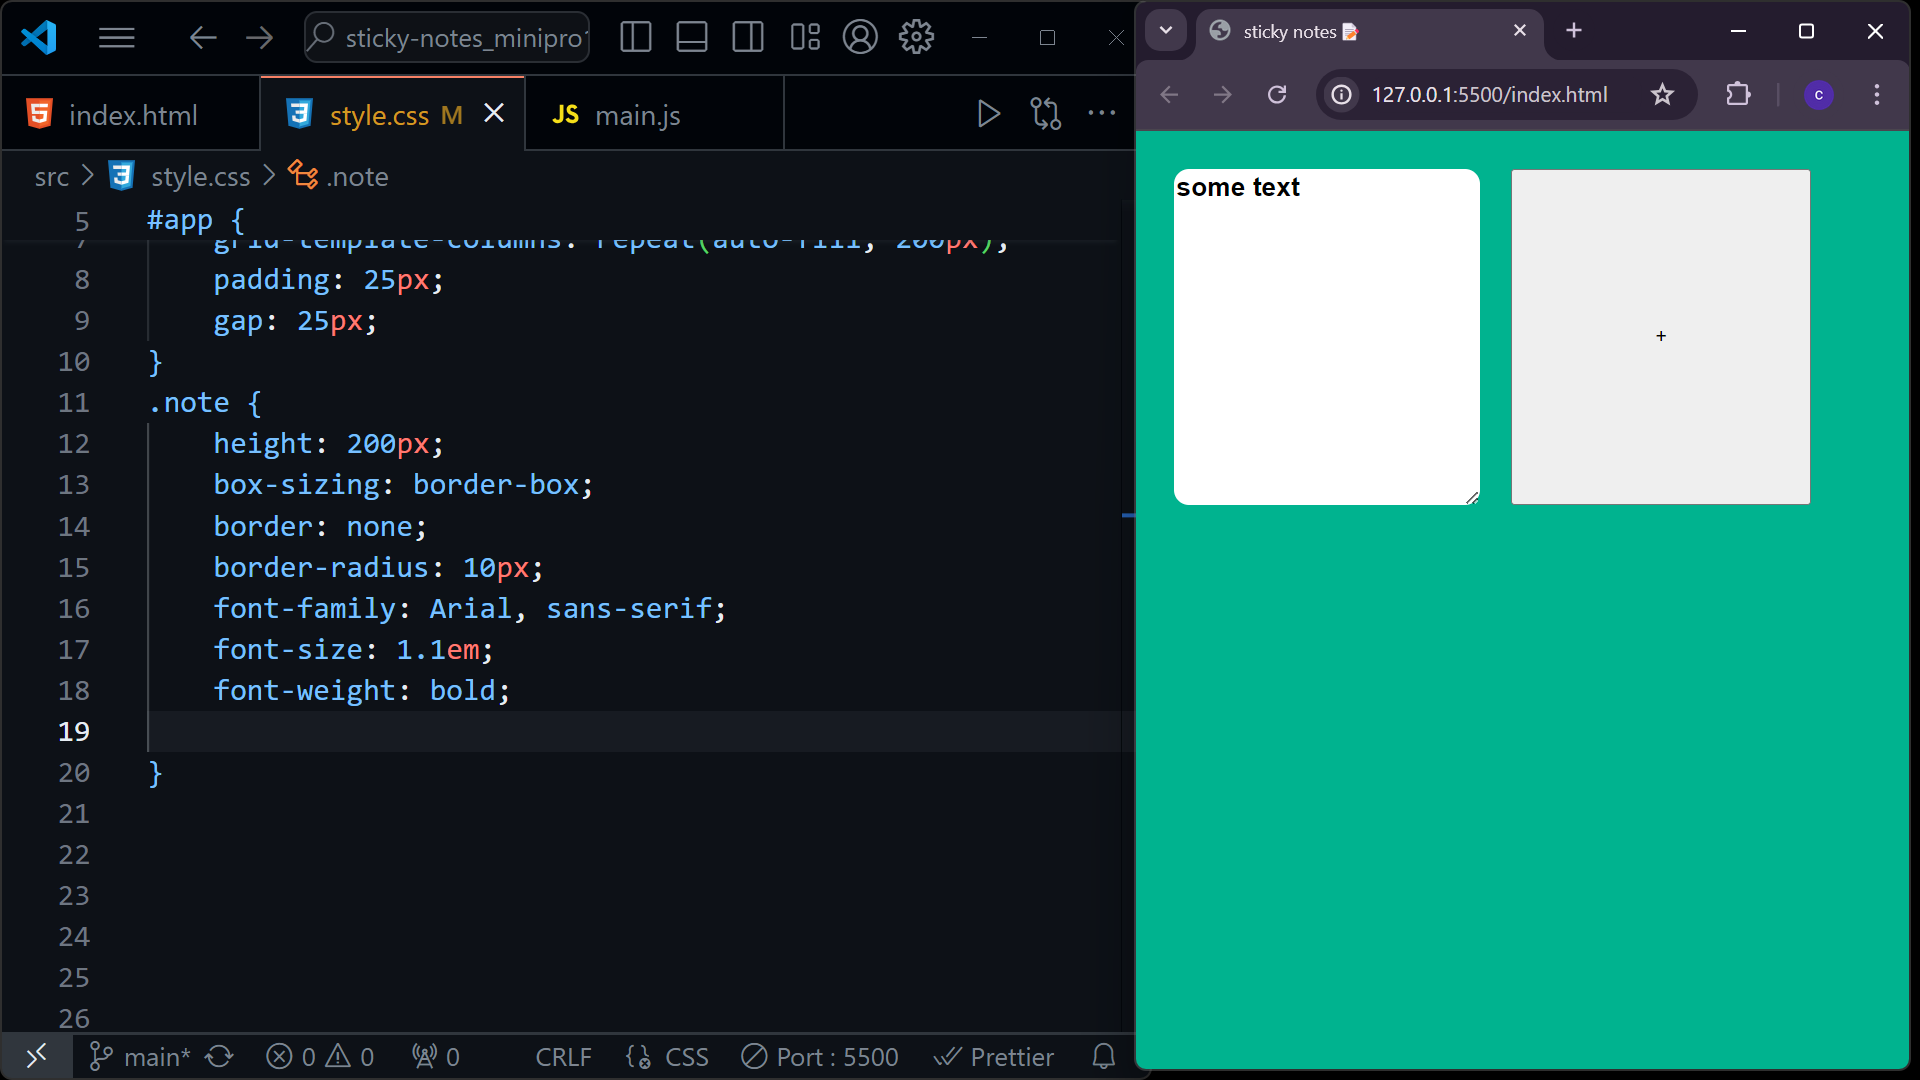 sticky-notes_minipro
index.html
style.css M
JS main.js
src > style.css > .note
5 #app {
7 grid-template-columns: repeat(auto-fill, 200px);
8 padding: 25px;
9 gap: 25px;
10 }
11 .note {
12 height: 200px;
13 box-sizing: border-box;
14 border: none;
15 border-radius: 10px;
16 font-family: Arial, sans-serif;
17 font-size: 1.1em;
18 font-weight: bold;
19
20 }
21
22
23
24
25
26
main* 0 0 0 CRLF CSS Port : 5500 Prettier
sticky notes📝
127.0.0.1:5500/index.html
c
some text
+